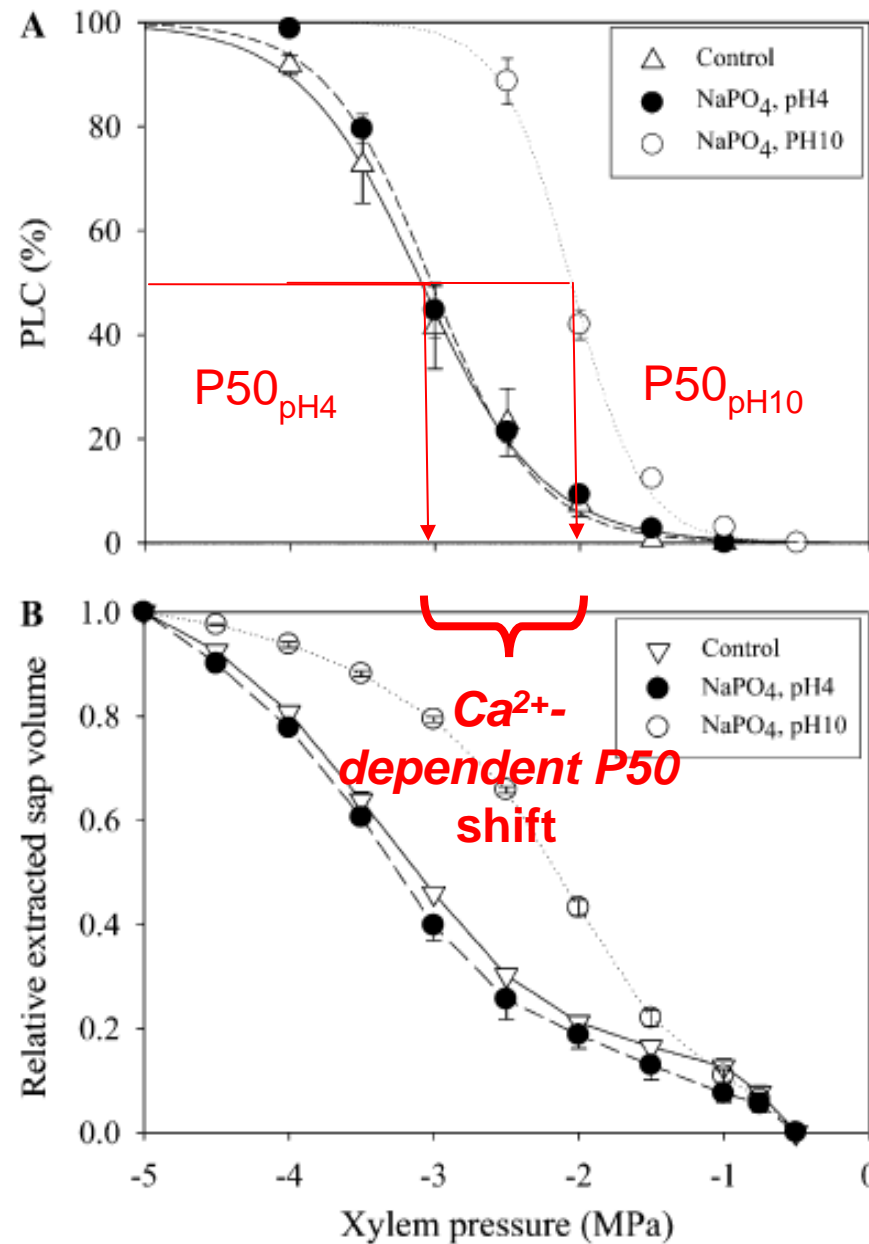 A
100
80
60
40
20
0
PLC (%)
Control
NaPO₄, pH4
NaPO₄, PH10
P50pH4
P50pH10
B
1.0
0.8
0.6
0.4
0.2
0.0
Relative extracted sap volume
Control
NaPO₄, pH4
NaPO₄, pH10
Ca²⁺-
dependent P50
shift
-5 -4 -3 -2 -1 0
Xylem pressure (MPa)